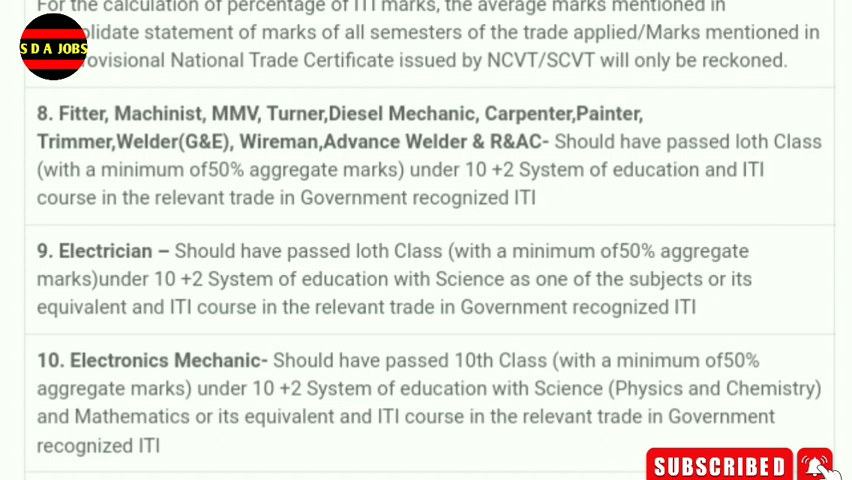 For the calculation of percentage of ITI marks, the average marks mentioned in
olidate statement of marks of all semesters of the trade applied/Marks mentioned in
S D A JOBS
ovisional National Trade Certificate issued by NCVT/SCVT will only be reckoned.
8. Fitter, Machinist, MMV, Turner,Diesel Mechanic, Carpenter,Painter,
Trimmer,Welder(G&E), Wireman,Advance Welder & R&AC- Should have passed loth Class
(with a minimum of50% aggregate marks) under 10 +2 System of education and ITI
course in the relevant trade in Government recognized ITI
9. Electrician – Should have passed loth Class (with a minimum of50% aggregate
marks)under 10 +2 System of education with Science as one of the subjects or its
equivalent and ITI course in the relevant trade in Government recognized ITI
10. Electronics Mechanic- Should have passed 10th Class (with a minimum of50%
aggregate marks) under 10 +2 System of education with Science (Physics and Chemistry)
and Mathematics or its equivalent and ITI course in the relevant trade in Government
recognized ITI
SUBSCRIBED